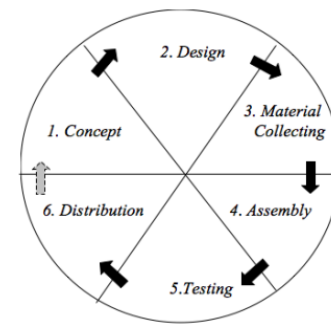 1. Concept
2. Design
3. Material
Collecting
4. Assembly
5.Testing
6. Distribution